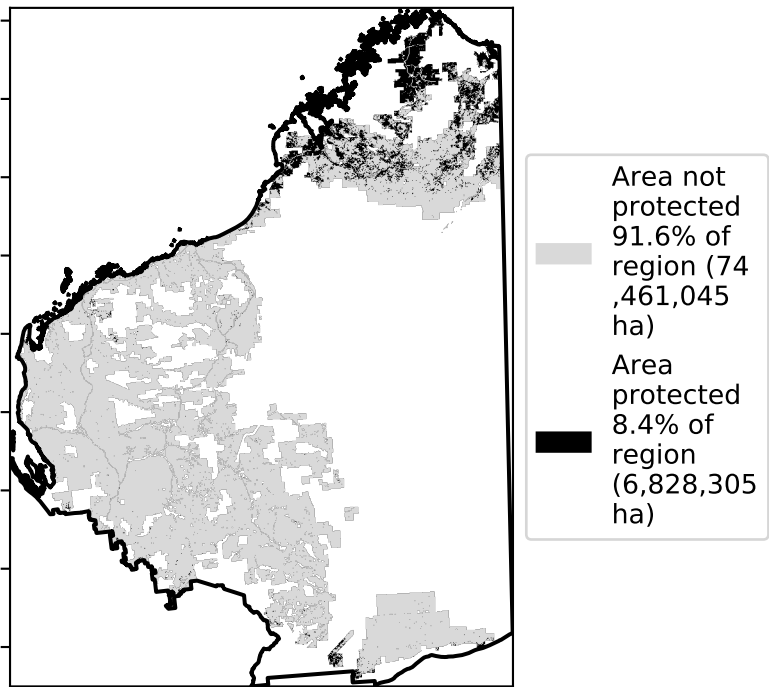 Area not
protected
91.6% of
region (74
,461,045
ha)
Area
protected
8.4% of
region
(6,828,305
ha)